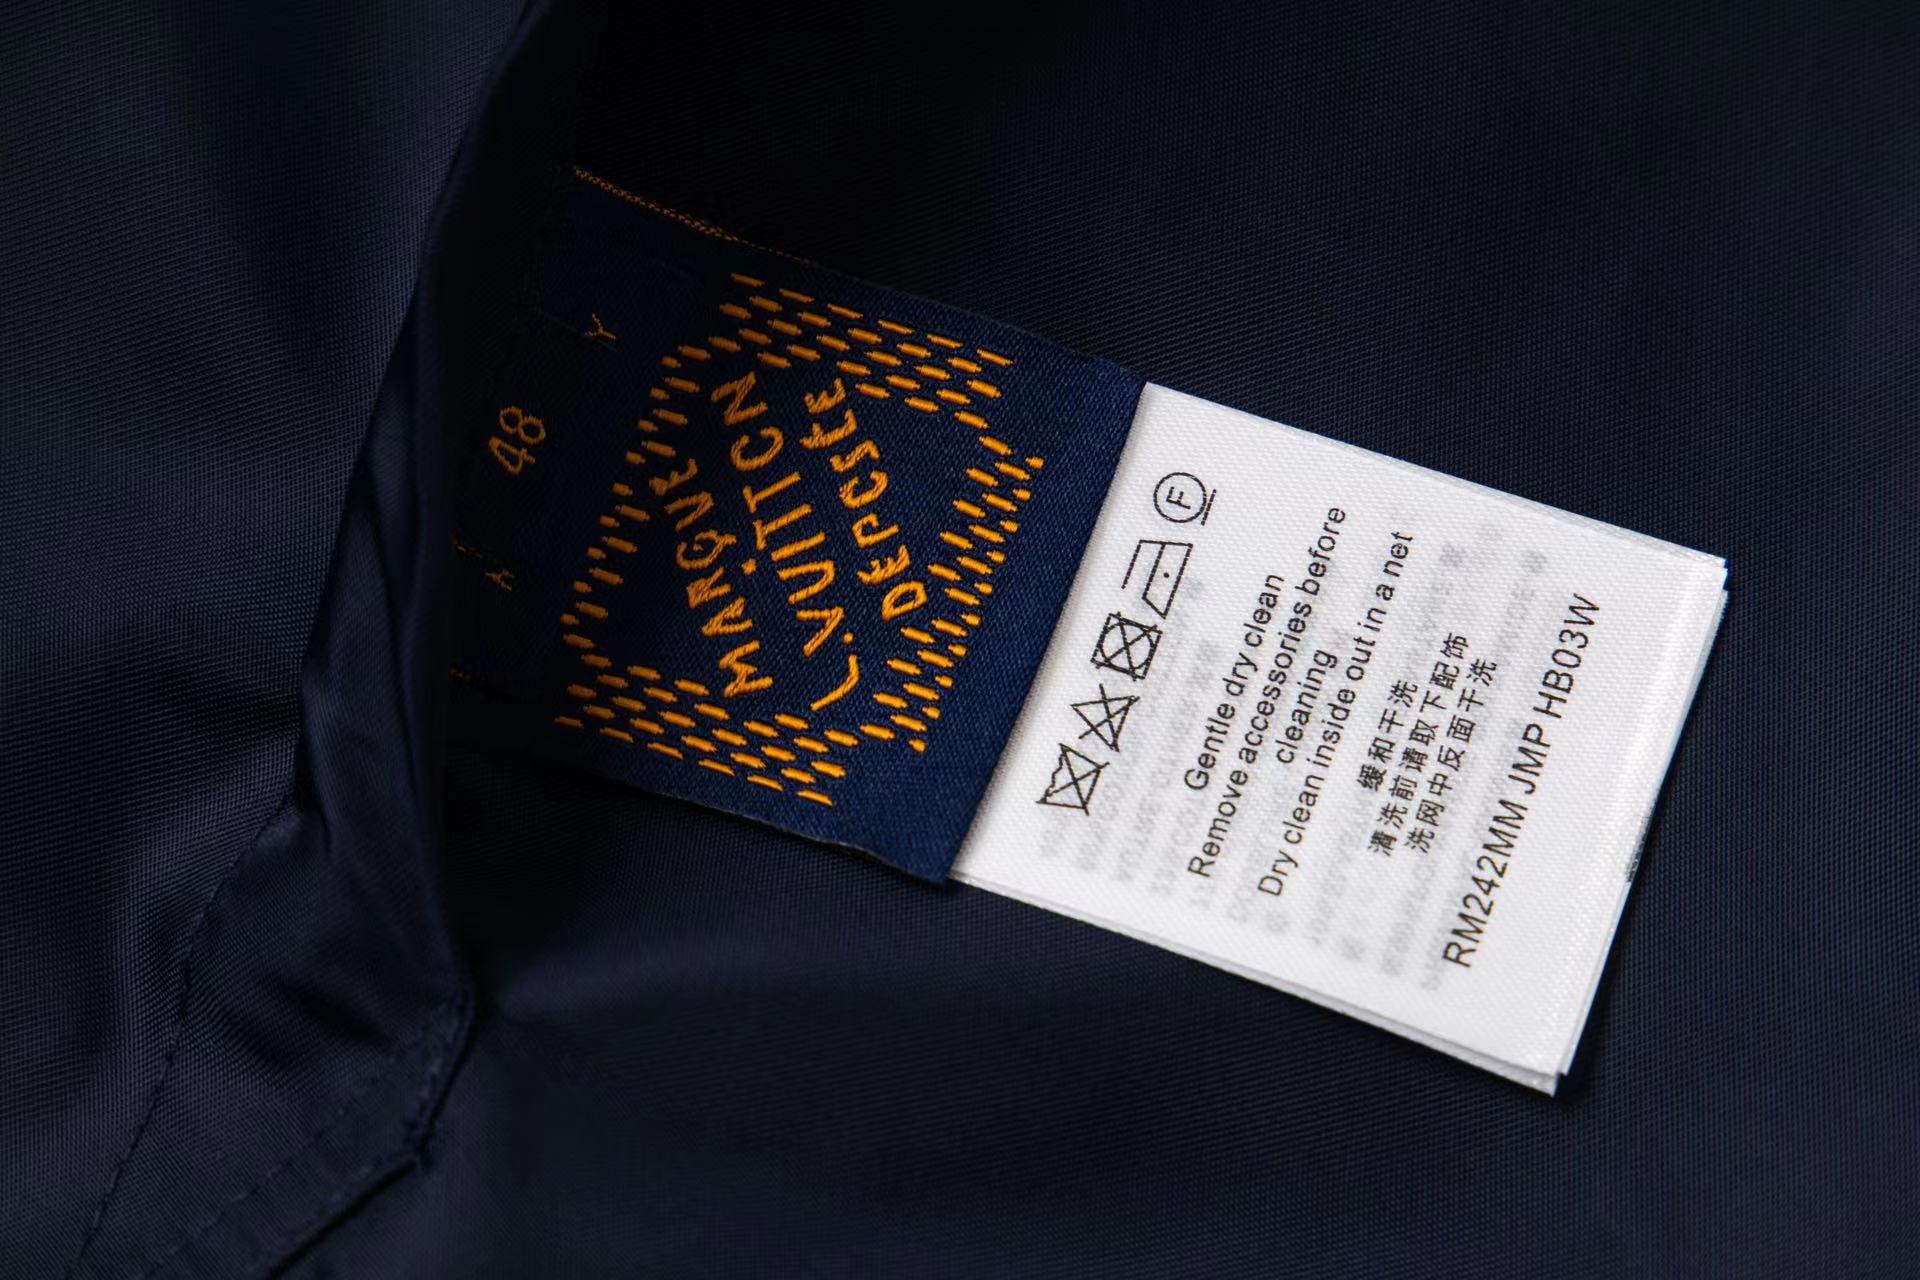 Y
48
MARQUE
L.VUITTON
DEPOSEE
F
Gentle dry clean
Remove accessories before
cleaning
Dry clean inside out in a net
缓和干洗
清洗前请取下配饰
洗网中反面干洗
RM242MM JMP HB03W